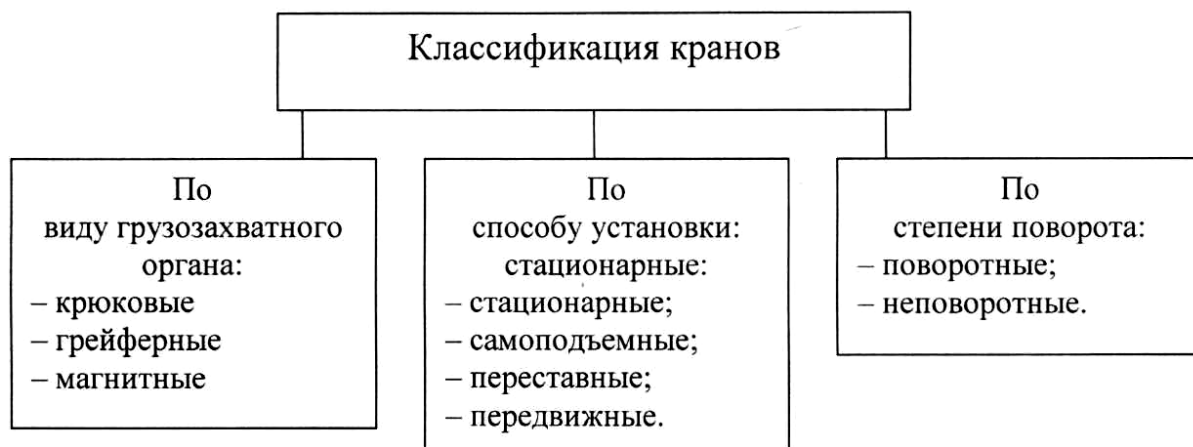 Классификация кранов
По
виду грузозахватного
органа:
– крюковые
– грейферные
– магнитные
По
способу установки:
стационарные:
– стационарные;
– самоподъемные;
– переставные;
– передвижные.
По
степени поворота:
– поворотные;
– неповоротные.